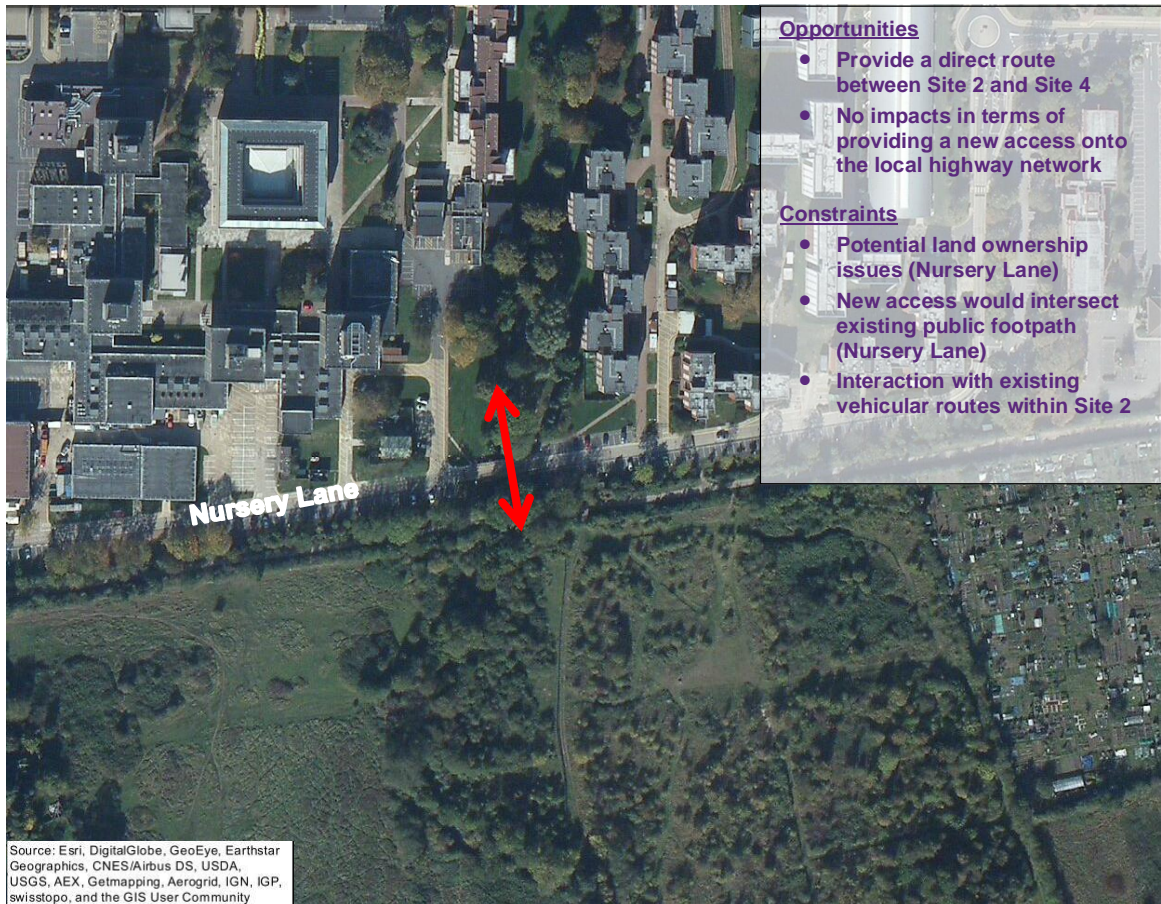 Opportunities
• Provide a direct route
between Site 2 and Site 4
• No impacts in terms of
providing a new access onto
the local highway network
Constraints
• Potential land ownership
issues (Nursery Lane)
• New access would intersect
existing public footpath
(Nursery Lane)
• Interaction with existing
vehicular routes within Site 2
Nursery Lane
Source: Esri, DigitalGlobe, GeoEye, Earthstar
Geographics, CNES/Airbus DS, USDA,
USGS, AEX, Getmapping, Aerogrid, IGN, IGP,
swisstopo, and the GIS User Community